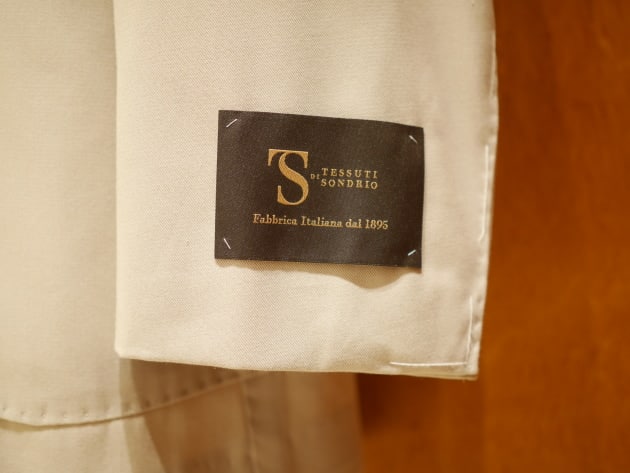 TS
DI TESSUTI
SONDRIO
Fabbrica Italiana dal 1895